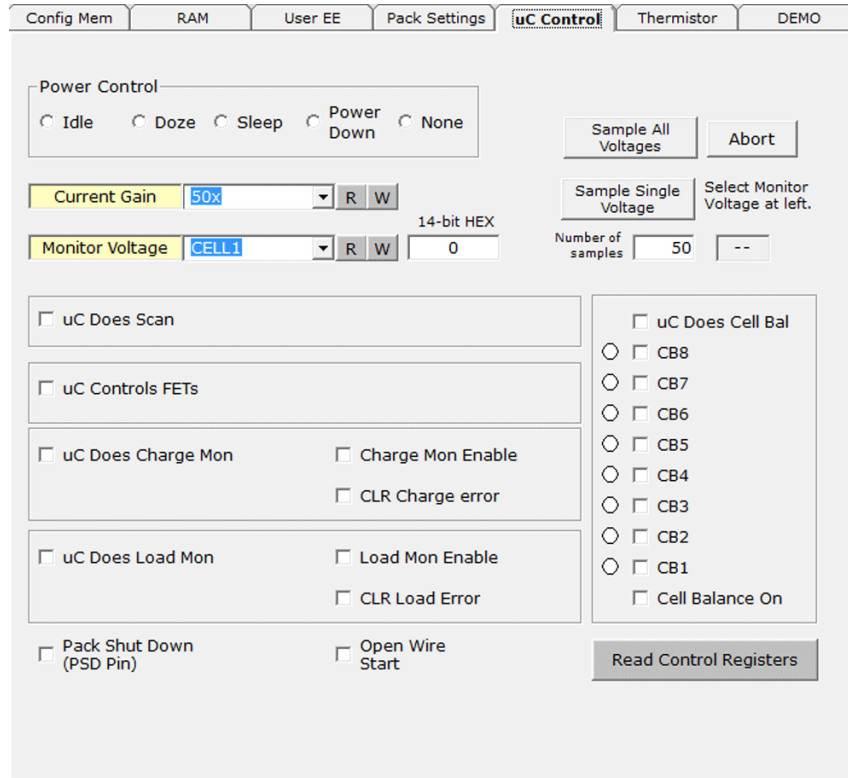 Config Mem RAM User EE Pack Settings uC Control Thermistor DEMO
Power Control
Idle Doze Sleep Power Down None
Sample All Voltages Abort
Current Gain 50x R W
Sample Single Voltage Select Monitor Voltage at left.
14-bit HEX
Monitor Voltage CELL1 R W 0
Number of samples 50 --
uC Does Scan
uC Controls FETs
uC Does Charge Mon Charge Mon Enable
CLR Charge error
uC Does Load Mon Load Mon Enable
CLR Load Error
Pack Shut Down (PSD Pin) Open Wire Start
uC Does Cell Bal
CB8
CB7
CB6
CB5
CB4
CB3
CB2
CB1
Cell Balance On
Read Control Registers